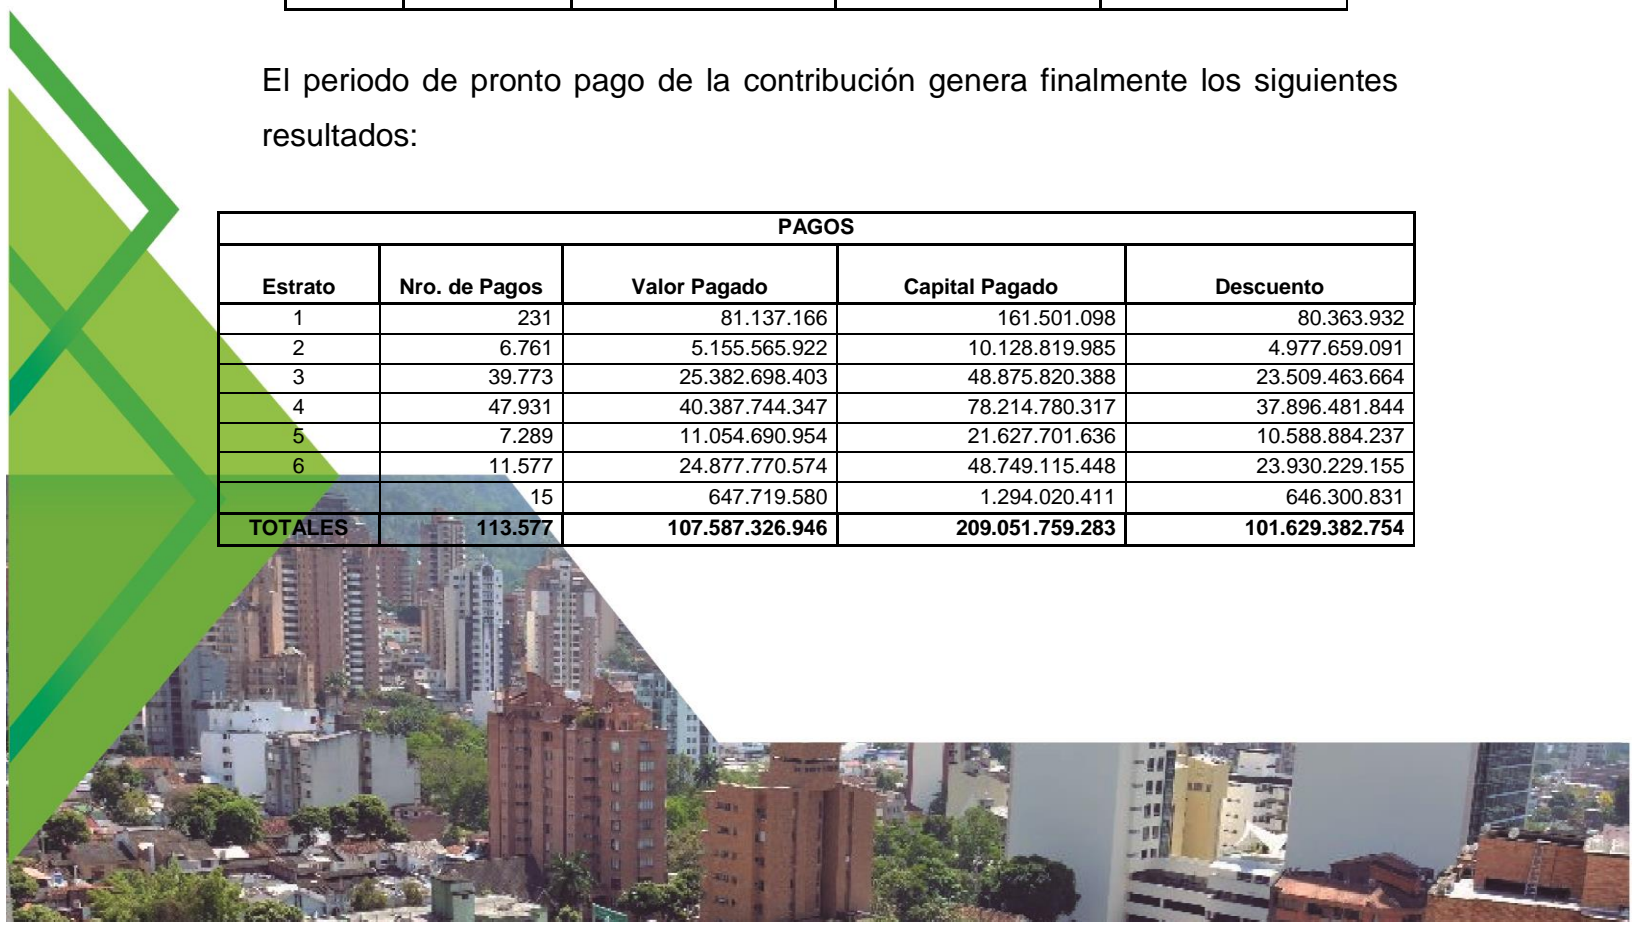 El periodo de pronto pago de la contribución genera finalmente los siguientes
resultados:
PAGOS
Estrato Nro. de Pagos Valor Pagado Capital Pagado Descuento
1 231 81.137.166 161.501.098 80.363.932
2 6.761 5.155.565.922 10.128.819.985 4.977.659.091
3 39.773 25.382.698.403 48.875.820.388 23.509.463.664
4 47.931 40.387.744.347 78.214.780.317 37.896.481.844
5 7.289 11.054.690.954 21.627.701.636 10.588.884.237
6 11.577 24.877.770.574 48.749.115.448 23.930.229.155
15 647.719.580 1.294.020.411 646.300.831
TOTALES 113.577 107.587.326.946 209.051.759.283 101.629.382.754